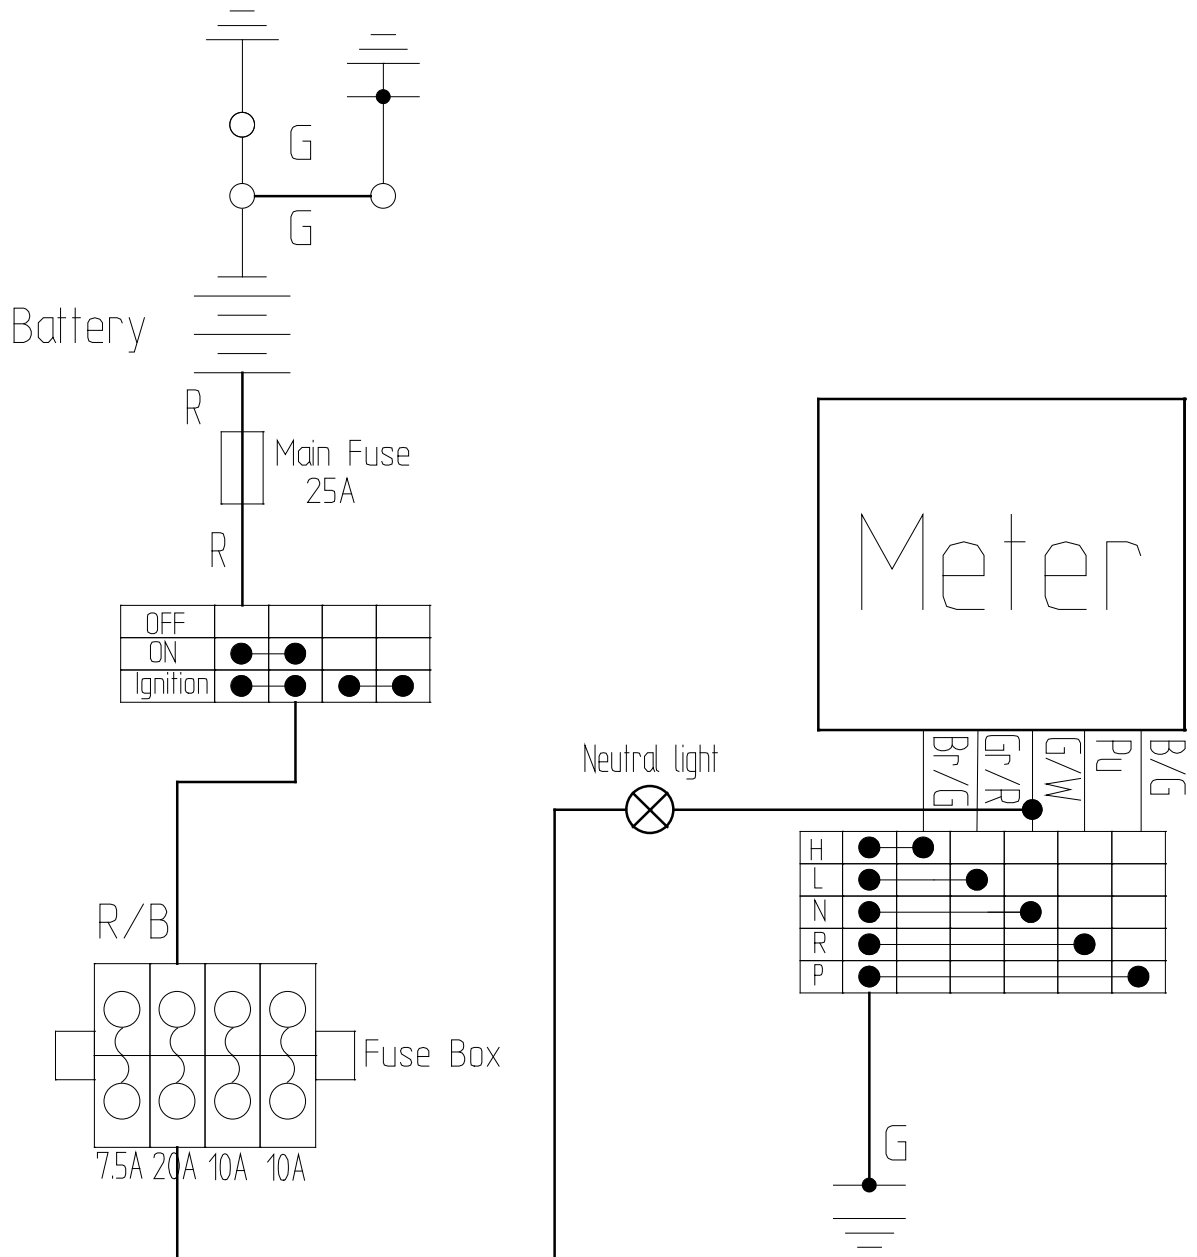 G
G
Battery
R
Main Fuse
25A
R
OFF
ON
Ignition
Meter
Neutral light
Br/G
Gr/R
G/W
Pu
B/G
H
L
N
R
P
R/B
Fuse Box
7.5A 20A 10A 10A
G